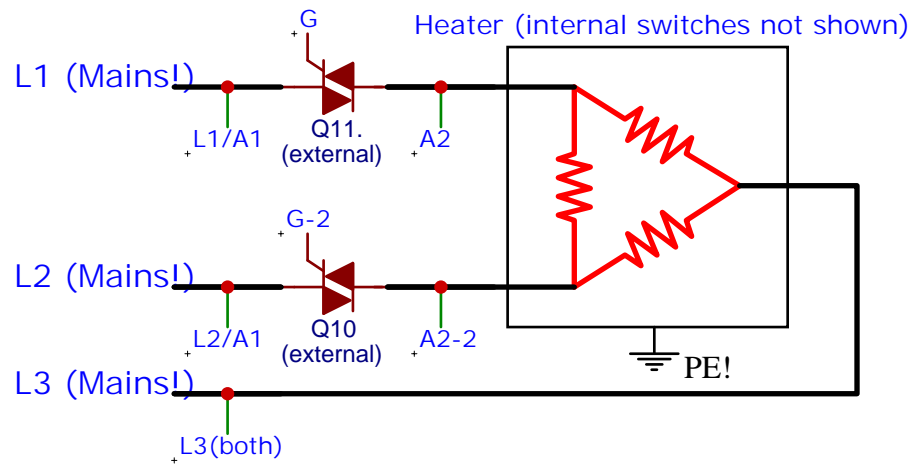 G
Heater (internal switches not shown)
L1 (Mains!)
L1/A1
Q11.
(external)
A2
G-2
L2 (Mains!)
L2/A1
Q10
(external)
A2-2
PE!
L3 (Mains!)
L3(both)